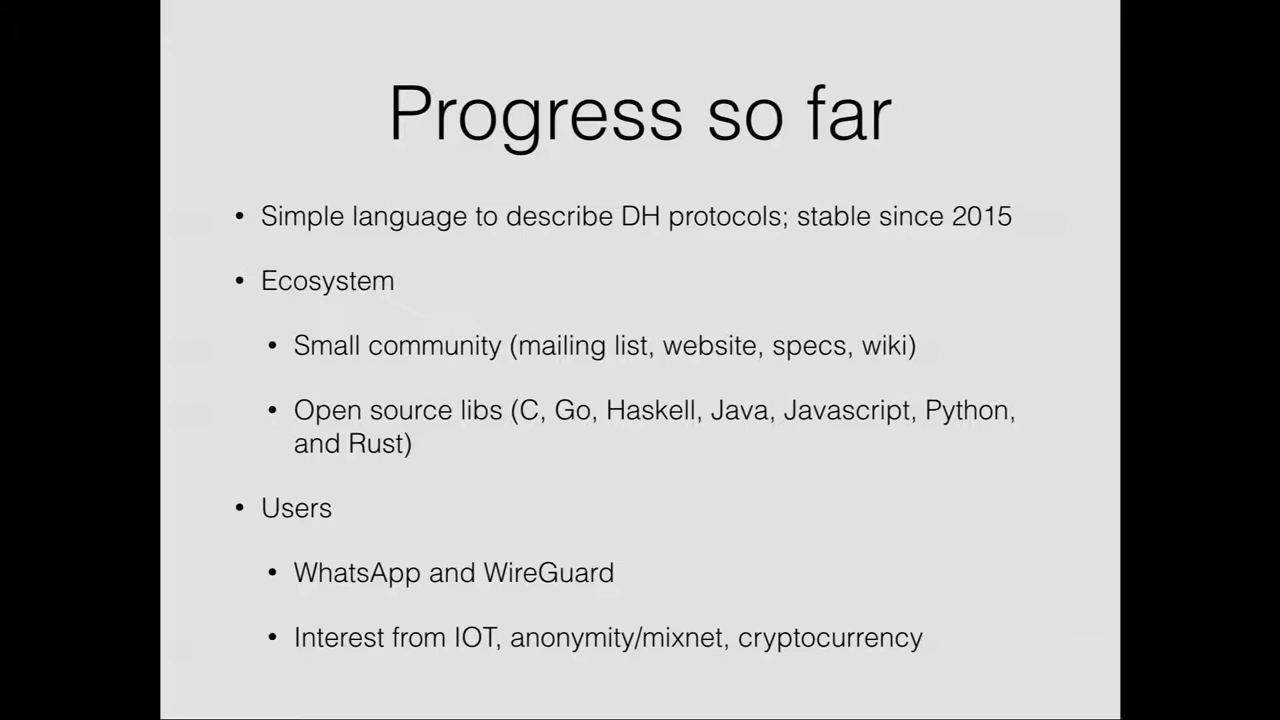 Progress so far
• Simple language to describe DH protocols; stable since 2015
• Ecosystem
• Small community (mailing list, website, specs, wiki)
• Open source libs (C, Go, Haskell, Java, Javascript, Python,
and Rust)
• Users
• WhatsApp and WireGuard
• Interest from IOT, anonymity/mixnet, cryptocurrency